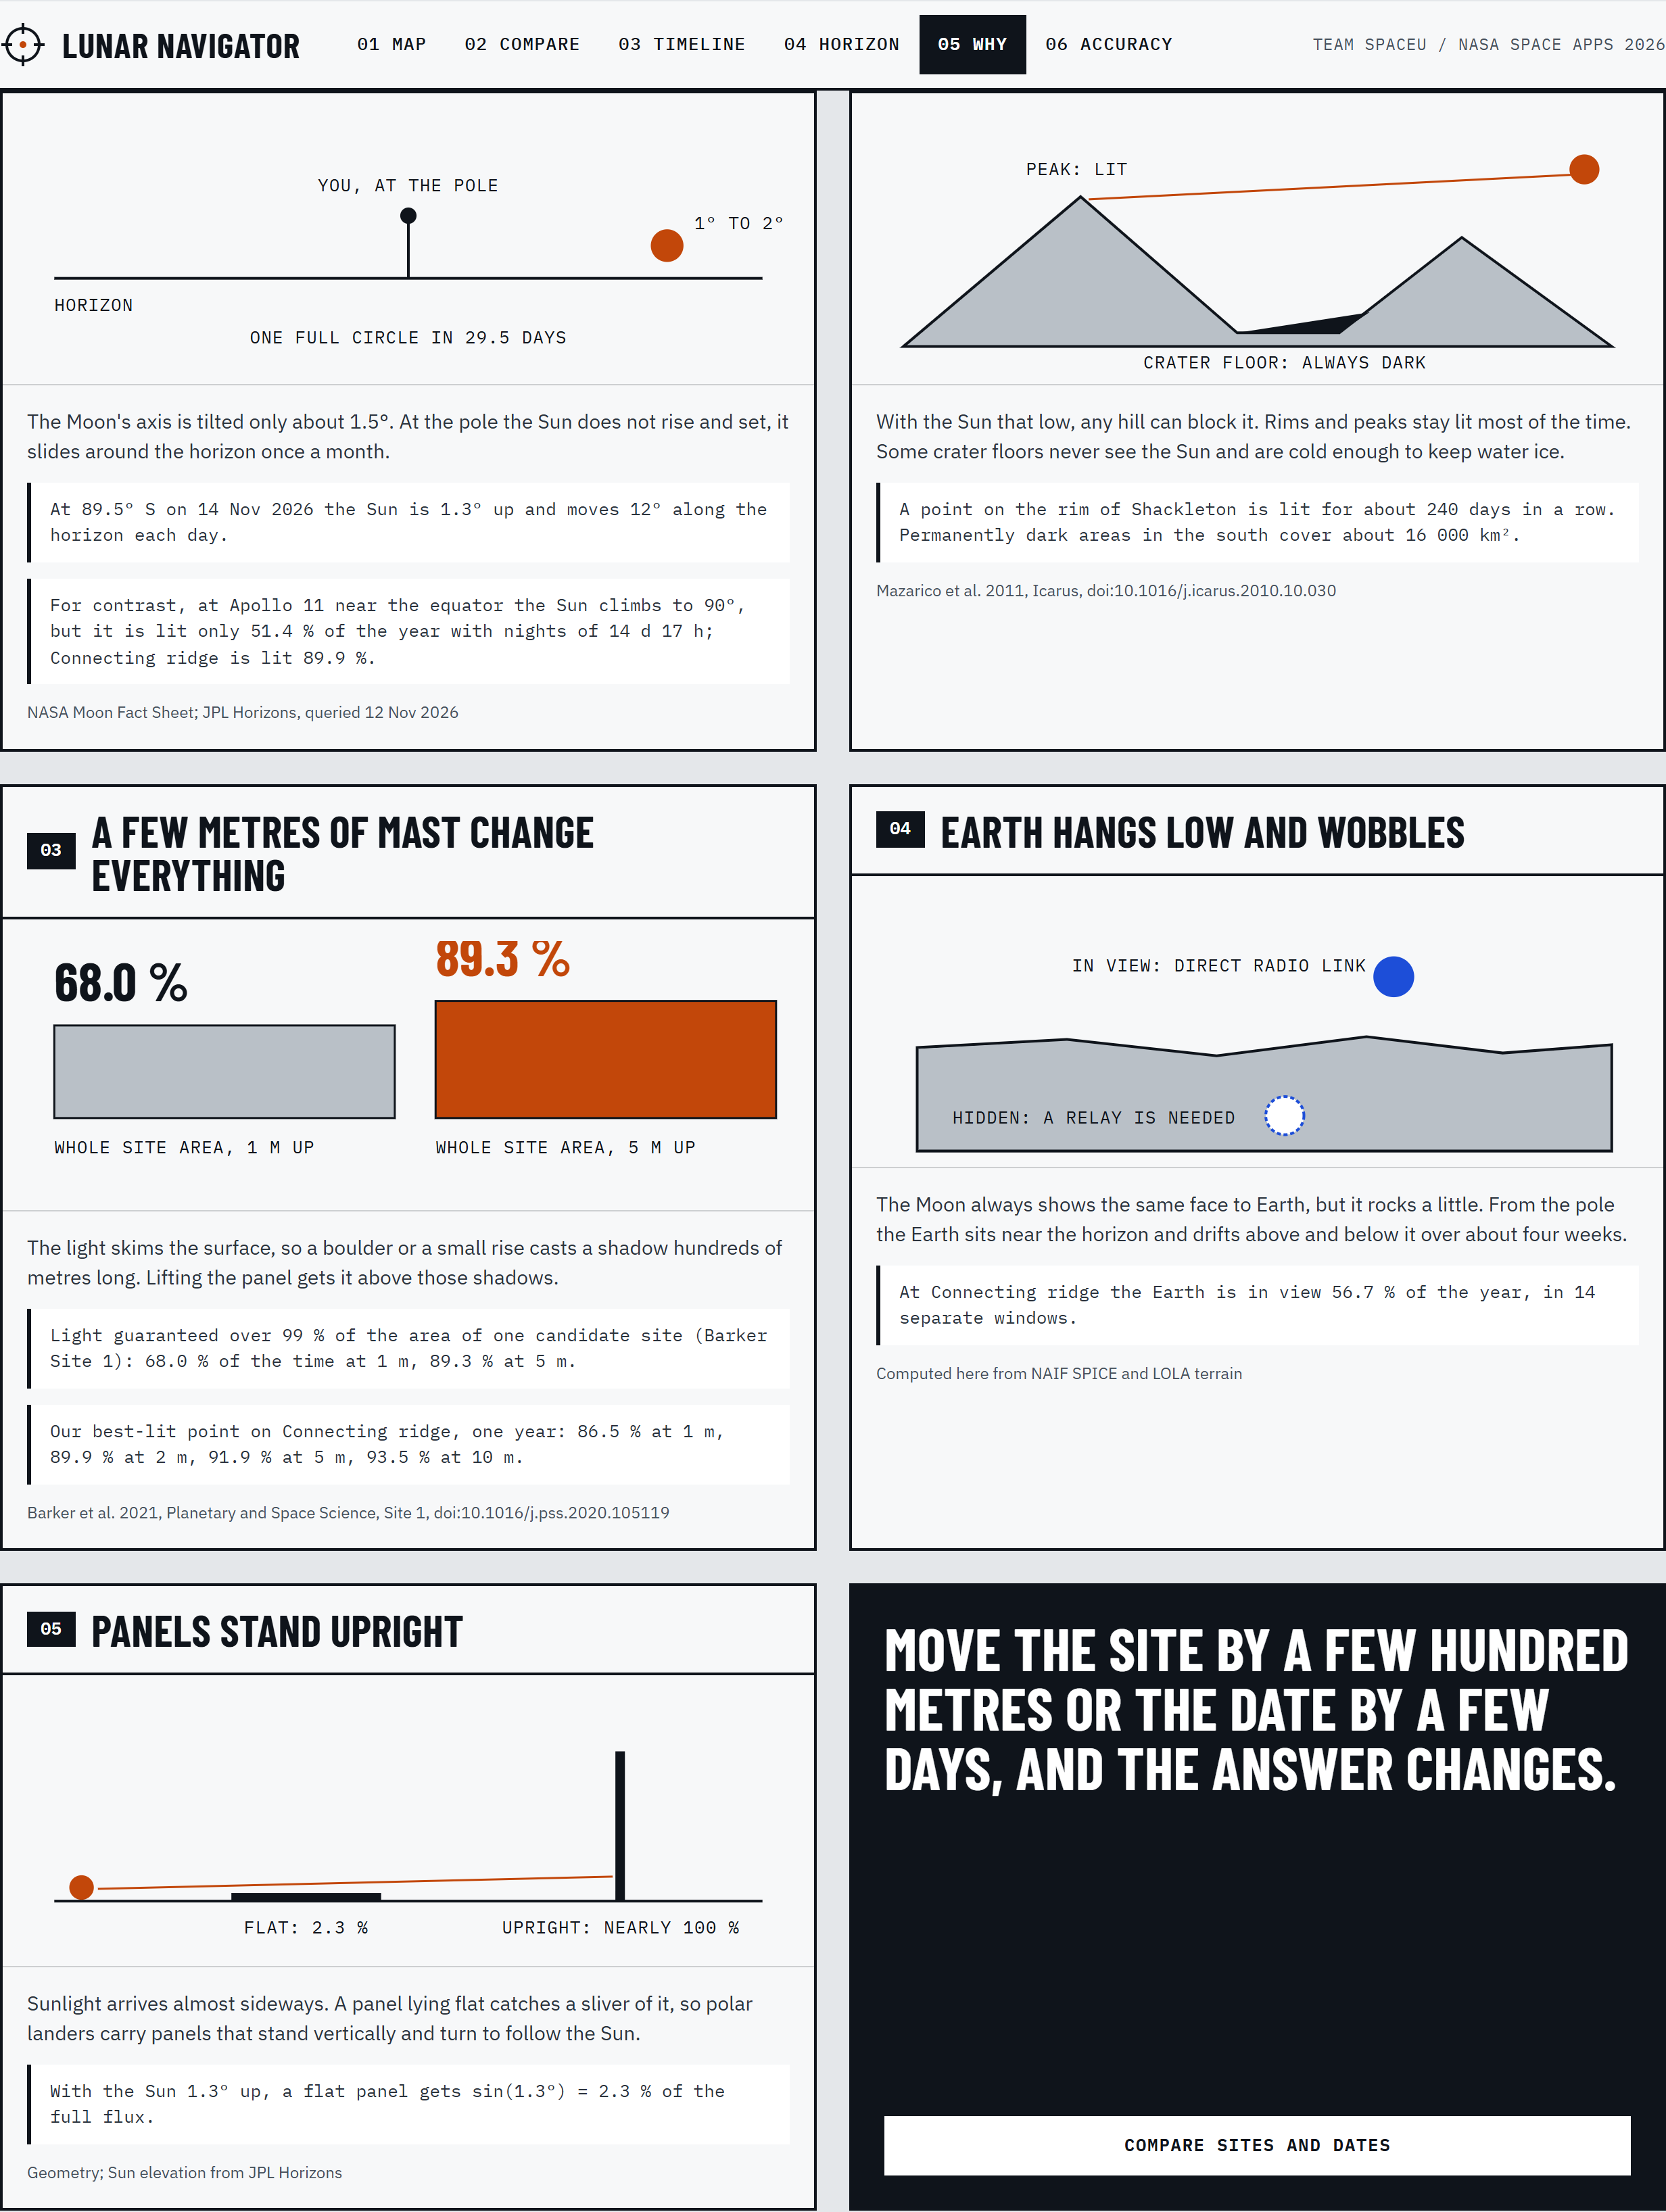 LUNAR NAVIGATOR
01 MAP
02 COMPARE
03 TIMELINE
04 HORIZON
05 WHY
06 ACCURACY
TEAM SPACEU / NASA SPACE APPS 2026
YOU, AT THE POLE
1° TO 2°
HORIZON
ONE FULL CIRCLE IN 29.5 DAYS
The Moon's axis is tilted only about 1.5°. At the pole the Sun does not rise and set, it
slides around the horizon once a month.
At 89.5° S on 14 Nov 2026 the Sun is 1.3° up and moves 12° along the
horizon each day.
For contrast, at Apollo 11 near the equator the Sun climbs to 90°,
but it is lit only 51.4 % of the year with nights of 14 d 17 h;
Connecting ridge is lit 89.9 %.
NASA Moon Fact Sheet; JPL Horizons, queried 12 Nov 2026
PEAK: LIT
CRATER FLOOR: ALWAYS DARK
With the Sun that low, any hill can block it. Rims and peaks stay lit most of the time.
Some crater floors never see the Sun and are cold enough to keep water ice.
A point on the rim of Shackleton is lit for about 240 days in a row.
Permanently dark areas in the south cover about 16 000 km².
Mazarico et al. 2011, Icarus, doi:10.1016/j.icarus.2010.10.030
03
A FEW METRES OF MAST CHANGE
EVERYTHING
68.0 %
89.3 %
WHOLE SITE AREA, 1 M UP
WHOLE SITE AREA, 5 M UP
The light skims the surface, so a boulder or a small rise casts a shadow hundreds of
metres long. Lifting the panel gets it above those shadows.
Light guaranteed over 99 % of the area of one candidate site (Barker
Site 1): 68.0 % of the time at 1 m, 89.3 % at 5 m.
Our best-lit point on Connecting ridge, one year: 86.5 % at 1 m,
89.9 % at 2 m, 91.9 % at 5 m, 93.5 % at 10 m.
Barker et al. 2021, Planetary and Space Science, Site 1, doi:10.1016/j.pss.2020.105119
04
EARTH HANGS LOW AND WOBBLES
IN VIEW: DIRECT RADIO LINK
HIDDEN: A RELAY IS NEEDED
The Moon always shows the same face to Earth, but it rocks a little. From the pole
the Earth sits near the horizon and drifts above and below it over about four weeks.
At Connecting ridge the Earth is in view 56.7 % of the year, in 14
separate windows.
Computed here from NAIF SPICE and LOLA terrain
05
PANELS STAND UPRIGHT
FLAT: 2.3 %
UPRIGHT: NEARLY 100 %
Sunlight arrives almost sideways. A panel lying flat catches a sliver of it, so polar
landers carry panels that stand vertically and turn to follow the Sun.
With the Sun 1.3° up, a flat panel gets sin(1.3°) = 2.3 % of the
full flux.
Geometry; Sun elevation from JPL Horizons
MOVE THE SITE BY A FEW HUNDRED
METRES OR THE DATE BY A FEW
DAYS, AND THE ANSWER CHANGES.
COMPARE SITES AND DATES